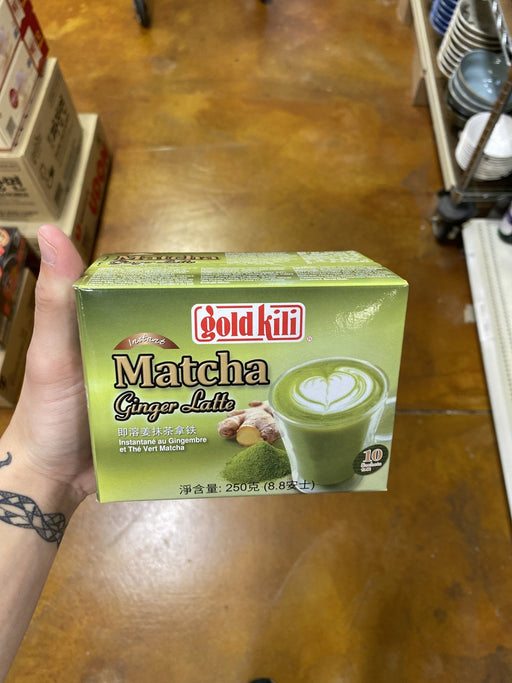 Matcha
gold kili
Instant
Matcha
Ginger Latte
即溶姜抹茶拿铁
Instantané au Gingembre
et Thé Vert Matcha
10
淨含量: 250克 (8.8安士)